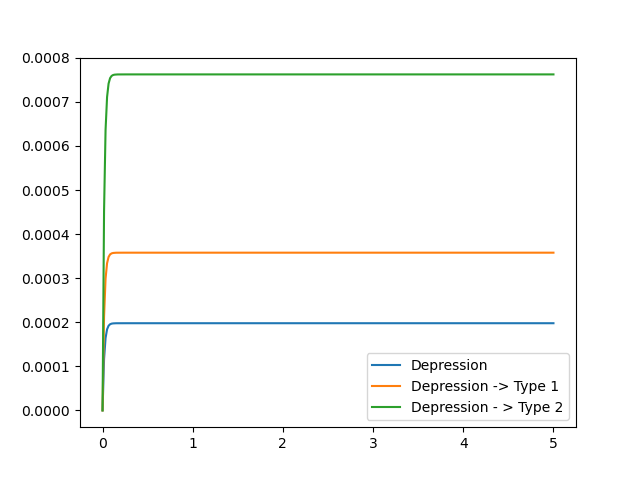 0.0008
0.0007
0.0006
0.0005
0.0004
0.0003
0.0002
0.0001
0.0000
Depression
Depression -> Type 1
Depression - > Type 2
0 1 2 3 4 5